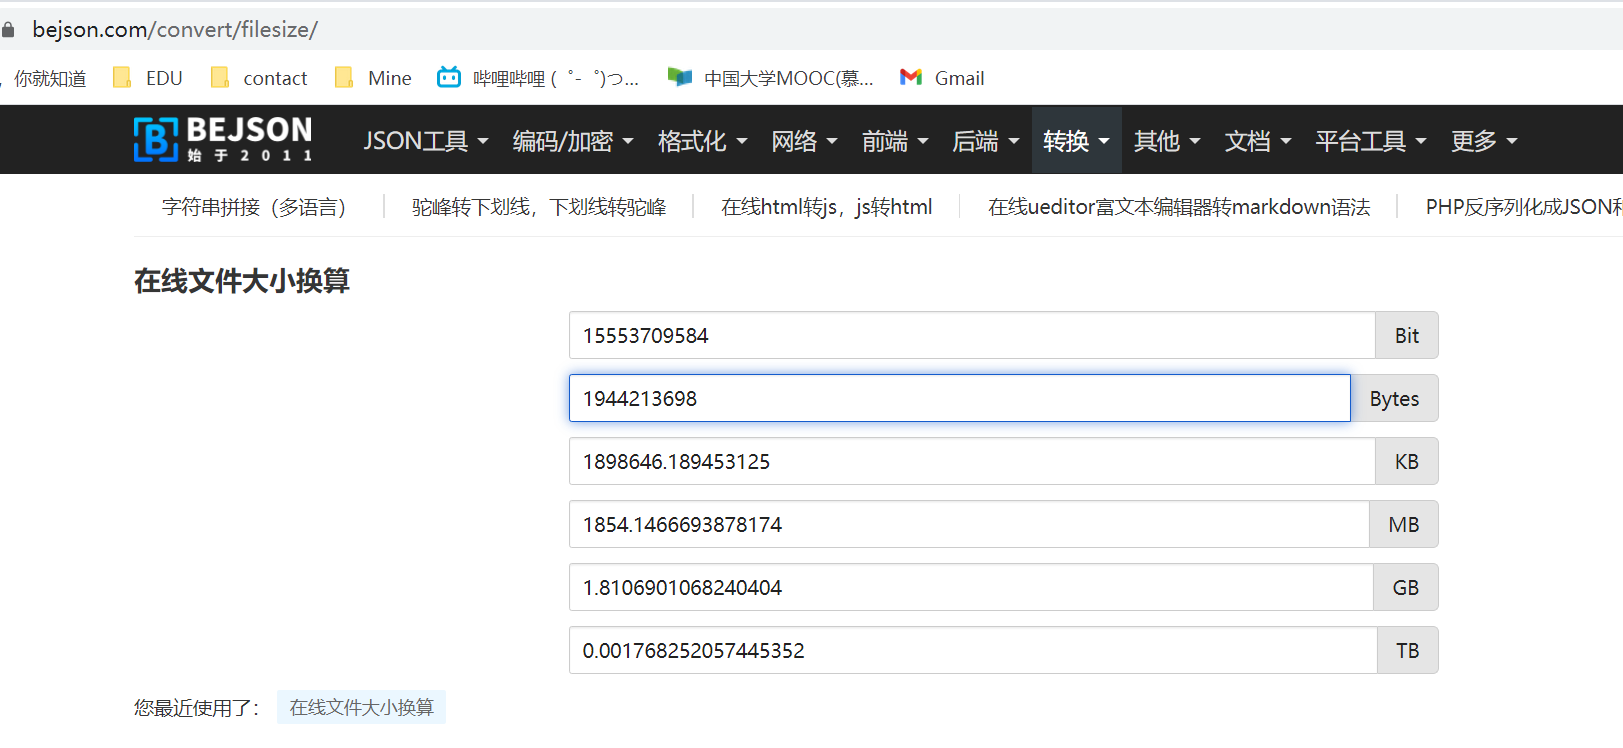 bejson.com/convert/filesize/
，你就知道 EDU contact Mine 哔哩哔哩 ( ゜- ゜)つ... 中国大学MOOC(慕... Gmail
BEJSON
始于2011
JSON工具 编码/加密 格式化 网络 前端 后端 转换 其他 文档 平台工具 更多
字符串拼接（多语言） 驼峰转下划线，下划线转驼峰 在线html转js，js转html 在线ueditor富文本编辑器转markdown语法 PHP反序列化成JSON和
在线文件大小换算
15553709584 Bit
1944213698 Bytes
1898646.189453125 KB
1854.1466693878174 MB
1.8106901068240404 GB
0.001768252057445352 TB
您最近使用了： 在线文件大小换算